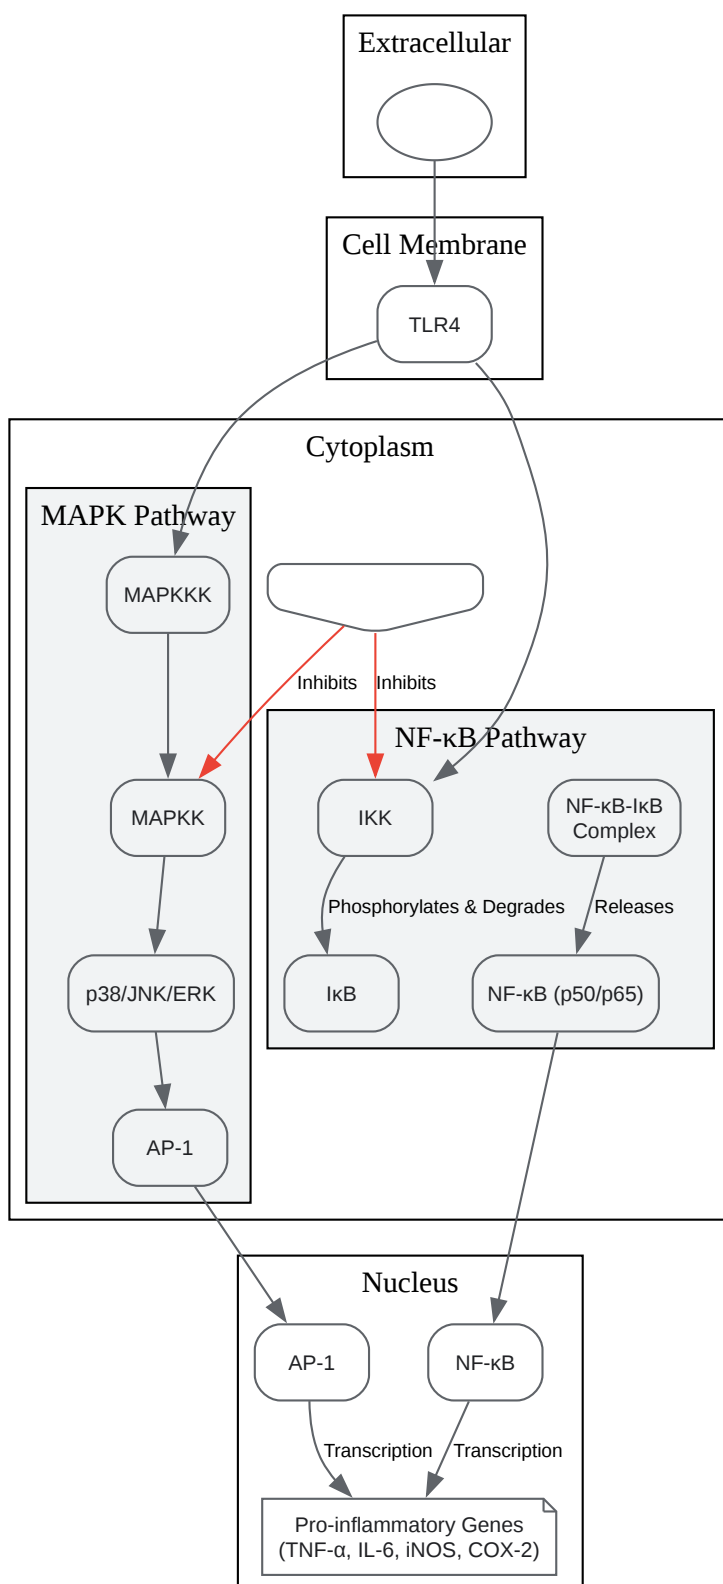 Extracellular
Cell Membrane
TLR4
Cytoplasm
MAPK Pathway
MAPKKK
Inhibits
Inhibits
NF-κB Pathway
MAPKK
IKK
NF-κB-IκB
Complex
Phosphorylates & Degrades
Releases
p38/JNK/ERK
IκB
NF-κB (p50/p65)
AP-1
Nucleus
AP-1
NF-κB
Transcription
Transcription
Pro-inflammatory Genes
(TNF-α, IL-6, iNOS, COX-2)